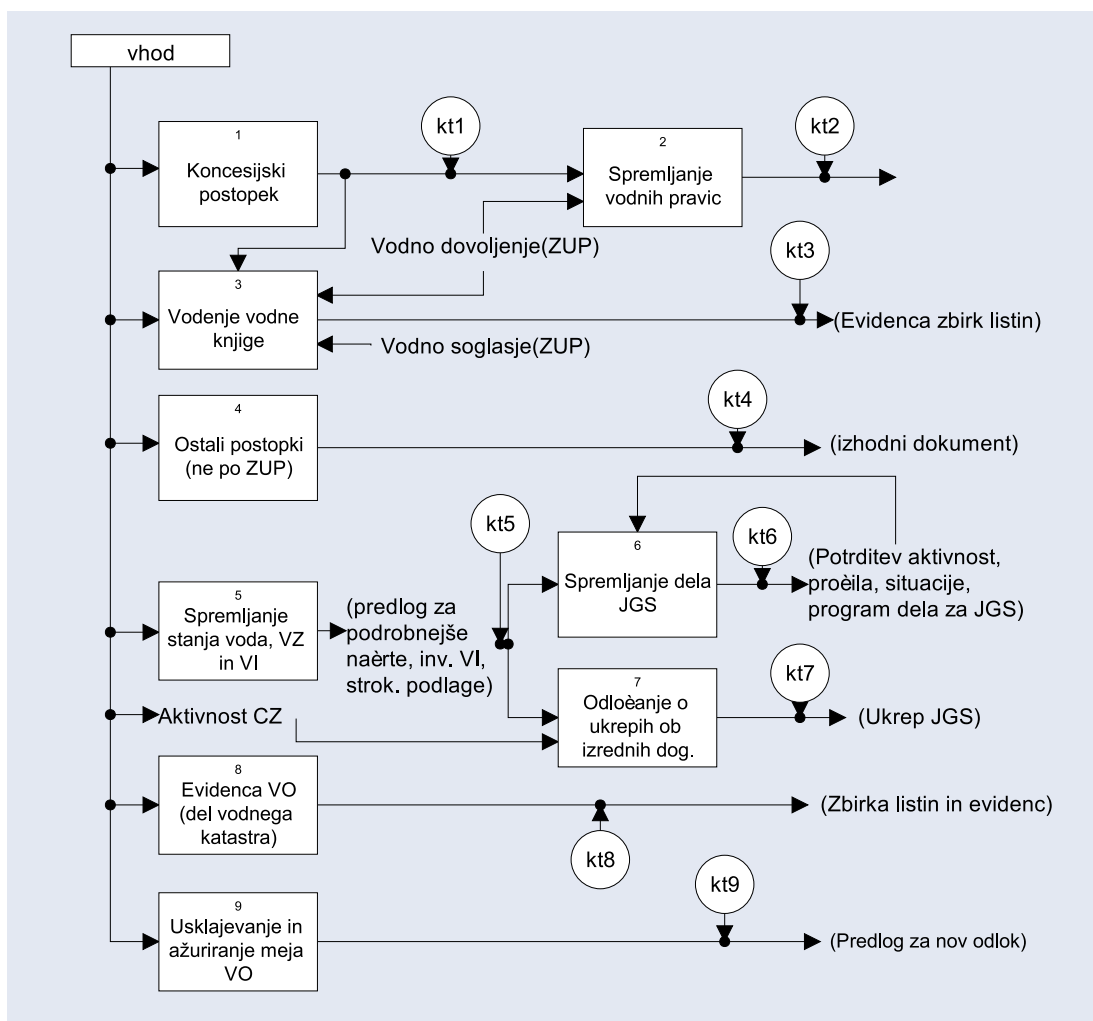 vhod
1
Koncesijski
postopek
kt1
2
Spremljanje
vodnih pravic
kt2
Vodno dovoljenje(ZUP)
3
Vodenje vodne
knjige
kt3
(Evidenca zbirk listin)
Vodno soglasje(ZUP)
4
Ostali postopki
(ne po ZUP)
kt4
(izhodni dokument)
5
Spremljanje
stanja voda, VZ
in VI
(predlog za
podrobnejše
naèrte, inv. VI,
strok. podlage)
kt5
6
Spremljanje dela
JGS
kt6
(Potrditev aktivnost,
proèila, situacije,
program dela za JGS)
Aktivnost CZ
7
Odloèanje o
ukrepih ob
izrednih dog.
kt7
(Ukrep JGS)
8
Evidenca VO
(del vodnega
katastra)
kt8
(Zbirka listin in evidenc)
9
Usklajevanje in
ažuriranje meja
VO
kt9
(Predlog za nov odlok)